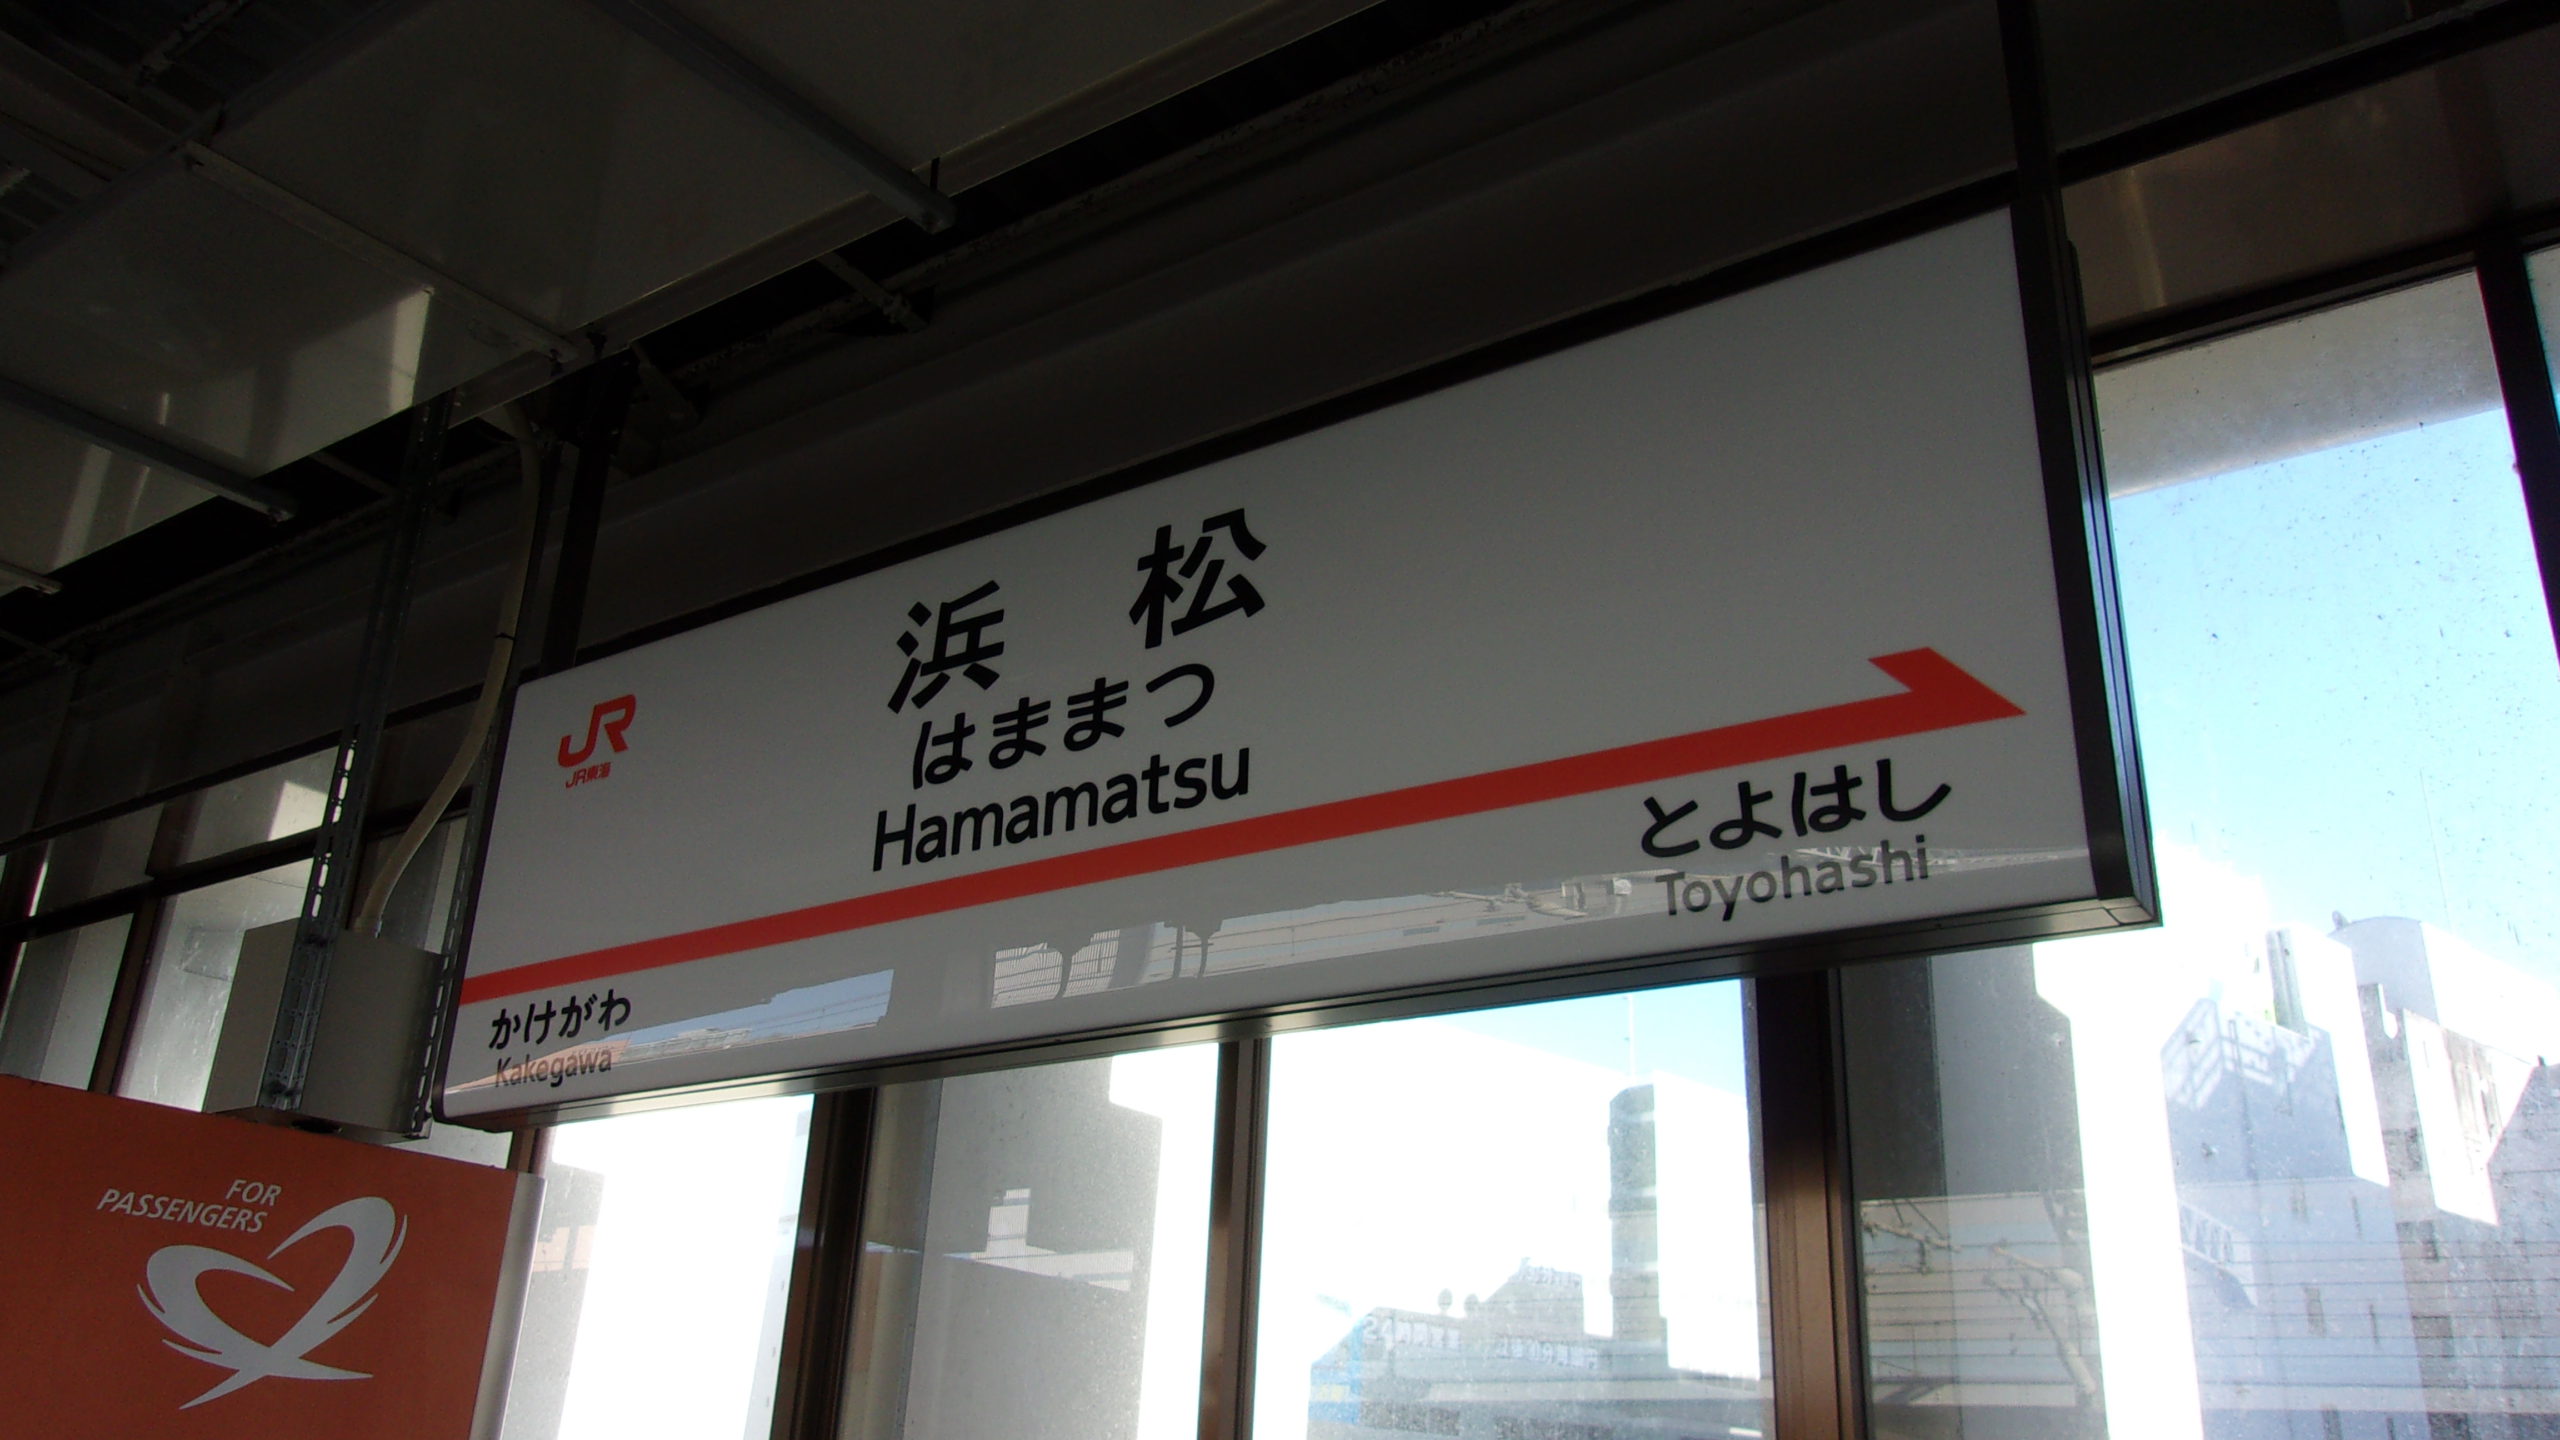 浜松
はままつ
Hamamatsu
JR
JR東海
とよはし
Toyohashi
かけがわ
Kakegawa
FOR
PASSENGERS